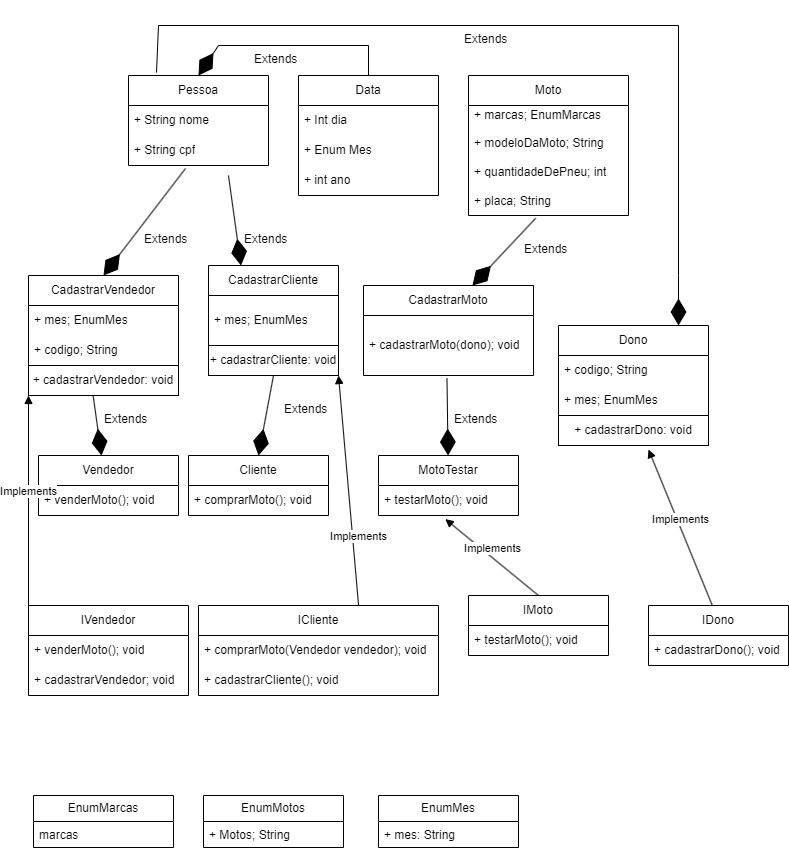 Extends
Extends
Pessoa
+ String nome
+ String cpf
Data
+ Int dia
+ Enum Mes
+ int ano
Moto
+ marcas; EnumMarcas
+ modeloDaMoto; String
+ quantidadeDePneu; int
+ placa; String
Extends
Extends
Extends
CadastrarVendedor
+ mes; EnumMes
+ codigo; String
+ cadastrarVendedor: void
CadastrarCliente
+ mes; EnumMes
+ cadastrarCliente: void
CadastrarMoto
+ cadastrarMoto(dono); void
Dono
+ codigo; String
+ mes; EnumMes
+ cadastrarDono: void
Extends
Extends
Extends
Vendedor
+ venderMoto(); void
Cliente
+ comprarMoto(); void
MotoTestar
+ testarMoto(); void
Implements
Implements
Implements
Implements
IVendedor
+ venderMoto(); void
+ cadastrarVendedor; void
ICliente
+ comprarMoto(Vendedor vendedor); void
+ cadastrarCliente(); void
IMoto
+ testarMoto(); void
IDono
+ cadastrarDono(); void
EnumMarcas
marcas
EnumMotos
+ Motos; String
EnumMes
+ mes: String